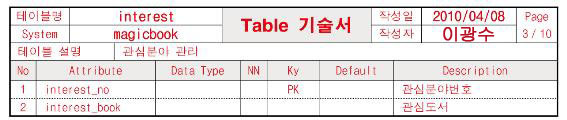 테이블명 interest Table 기술서 작성일 2010/04/08 Page
System magicbook 작성자 이광수 3 / 10
테이블 설명 관심분야 관리
No Attribute Data Type NN Ky Default Description
1 interest_no PK 관심분야번호
2 interest_book 관심도서